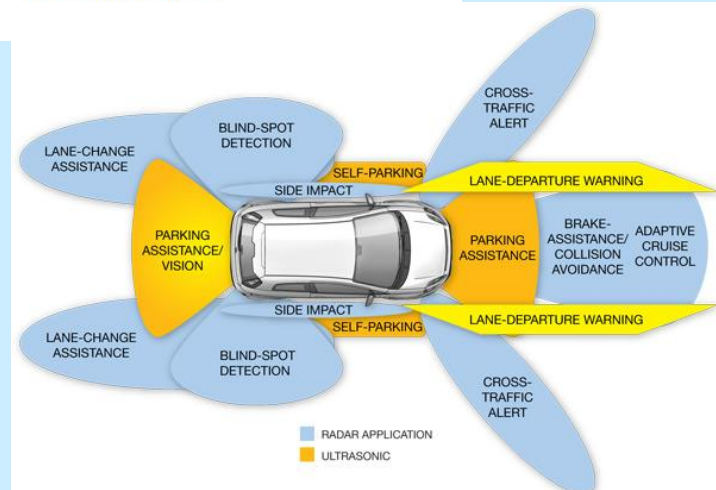 CROSS-
TRAFFIC
ALERT
BLIND-SPOT
DETECTION
LANE-CHANGE
ASSISTANCE
SELF-PARKING
LANE-DEPARTURE WARNING
SIDE IMPACT
PARKING
ASSISTANCE/
VISION
PARKING
ASSISTANCE
BRAKE-
ASSISTANCE/
COLLISION
AVOIDANCE
ADAPTIVE
CRUISE
CONTROL
SIDE IMPACT
LANE-DEPARTURE WARNING
SELF-PARKING
LANE-CHANGE
ASSISTANCE
BLIND-SPOT
DETECTION
CROSS-
TRAFFIC
ALERT
RADAR APPLICATION
ULTRASONIC